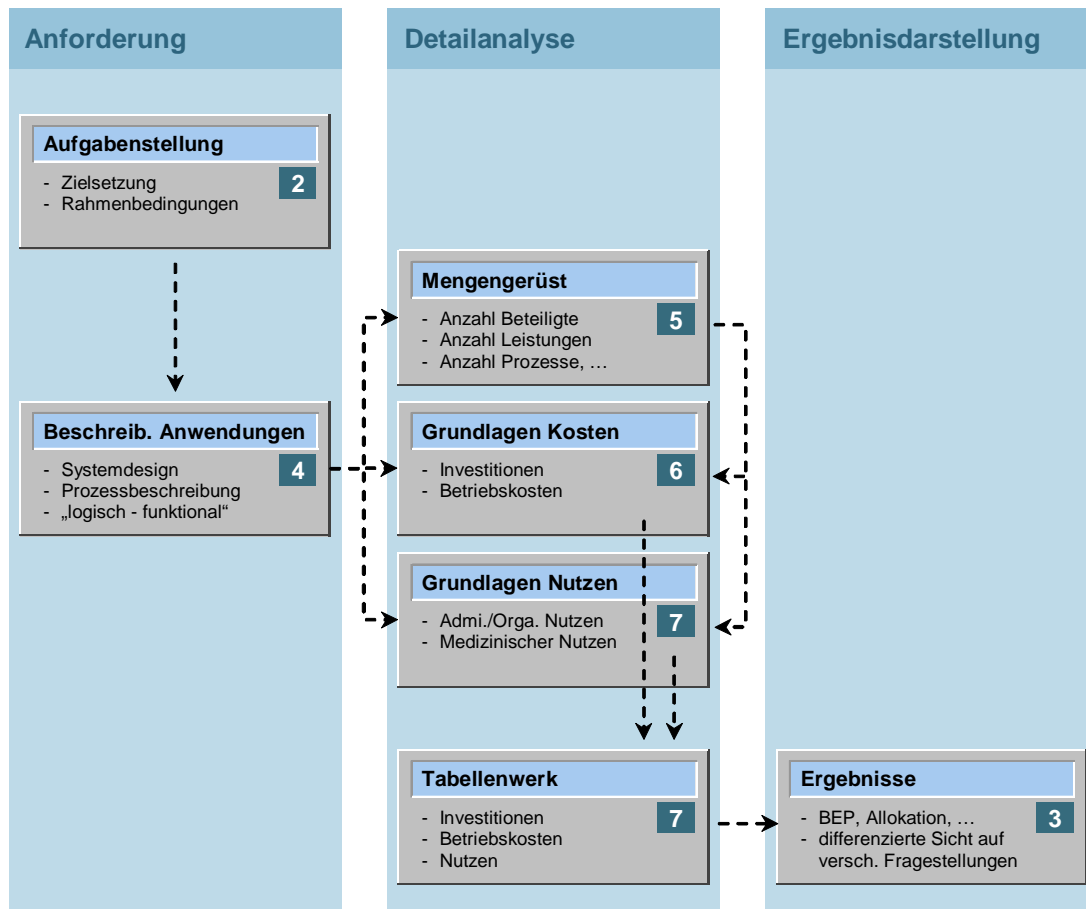 Anforderung
Aufgabenstellung
- Zielsetzung
2
- Rahmenbedingungen
Beschreib. Anwendungen
- Systemdesign
4
- Prozessbeschreibung
- „logisch - funktional“
Detailanalyse
Mengengerüst
- Anzahl Beteiligte
5
- Anzahl Leistungen
- Anzahl Prozesse, …
Grundlagen Kosten
- Investitionen
6
- Betriebskosten
Grundlagen Nutzen
- Admi./Orga. Nutzen
7
- Medizinischer Nutzen
Tabellenwerk
- Investitionen
7
- Betriebskosten
- Nutzen
Ergebnisdarstellung
Ergebnisse
- BEP, Allokation, …
3
- differenzierte Sicht auf
versch. Fragestellungen